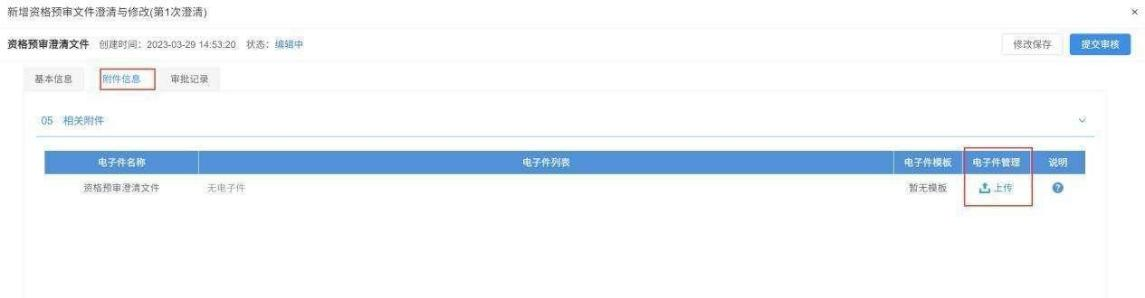 新增资格预审文件澄清与修改(第1次澄清) ×
资格预审澄清文件 创建时间：2023-03-29 14:53:20 状态：编辑中 修改保存 提交审核
基本信息 附件信息 审批记录
05 相关附件
电子件名称 电子件列表 电子件模板 电子件管理 说明
资格预审澄清文件 无电子件 暂无模板 上传 ?